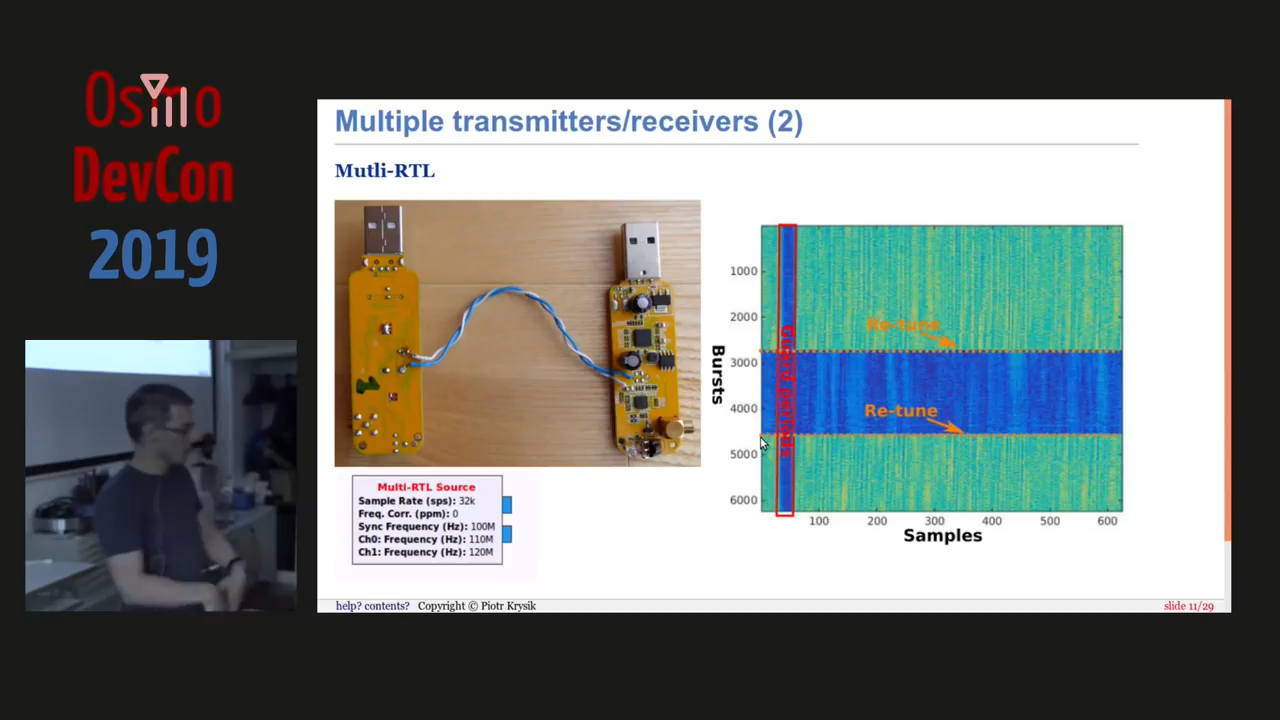 Osmo
DevCon
2019
Multiple transmitters/receivers (2)
Mutli-RTL
Multi-RTL Source
Sample Rate (sps): 32k
Freq. Corr. (ppm): 0
Sync Frequency (Hz): 100M
Ch0: Frequency (Hz): 110M
Ch1: Frequency (Hz): 120M
Bursts
1000
2000
3000
4000
5000
6000
Re-tune
Re-tune
Guard periods
100
200
300
400
500
600
Samples
help? contents? Copyright © Piotr Krysik
slide 11/29